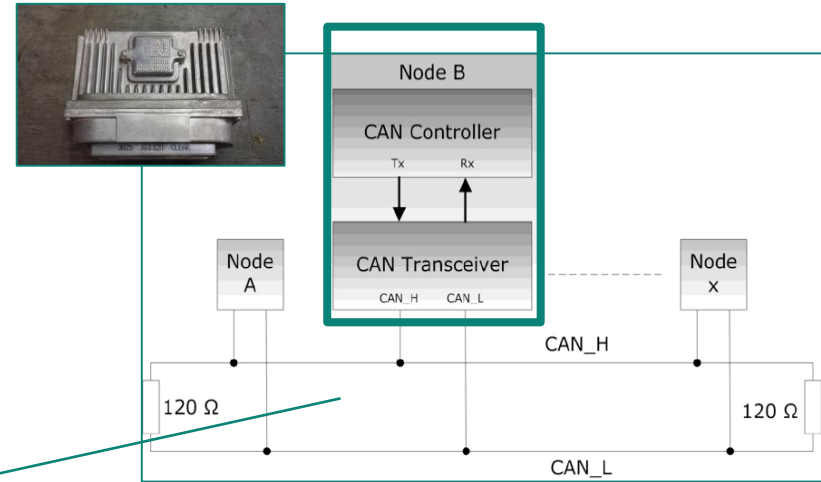 Node B
CAN Controller
Tx Rx
CAN Transceiver
CAN_H CAN_L
Node
A
Node
x
CAN_H
120 Ω
120 Ω
CAN_L